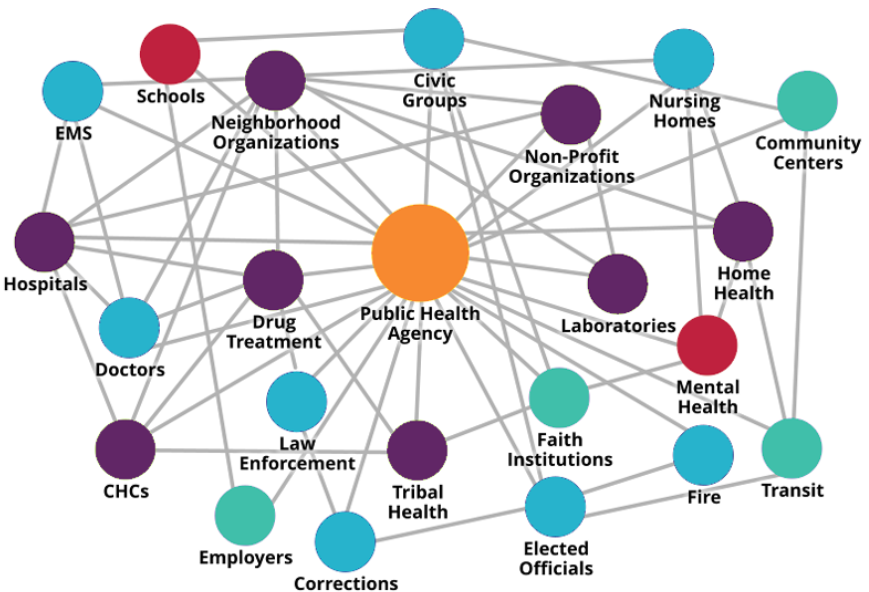 Schools
Civic
Groups
EMS
Neighborhood
Organizations
Nursing
Homes
Community
Centers
Non-Profit
Organizations
Hospitals
Drug
Treatment
Public Health
Agency
Laboratories
Home
Health
Doctors
Mental
Health
Law
Enforcement
Faith
Institutions
CHCs
Tribal
Health
Fire
Transit
Employers
Corrections
Elected
Officials